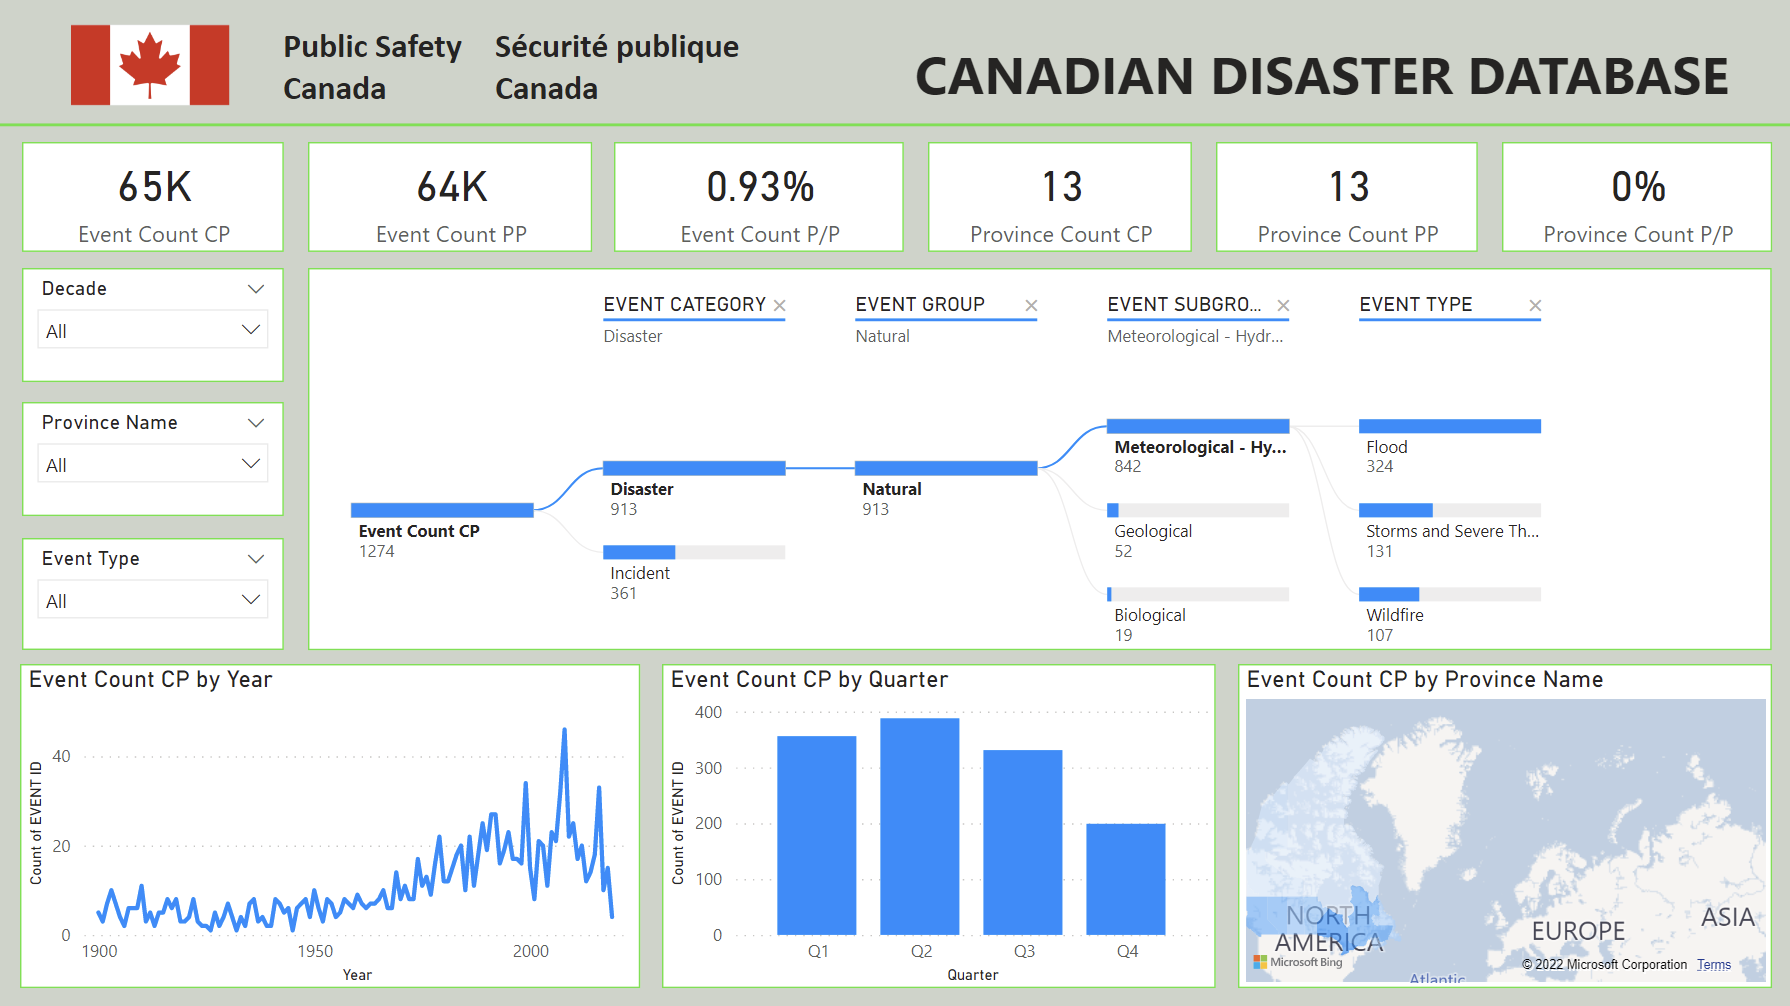 Public Safety Sécurité publique
Canada Canada
CANADIAN DISASTER DATABASE
65K
Event Count CP
64K
Event Count PP
0.93%
Event Count P/P
13
Province Count CP
13
Province Count PP
0%
Province Count P/P
Decade
All
Province Name
All
Event Type
All
EVENT CATEGORY
Disaster
EVENT GROUP
Natural
EVENT SUBGRO...
Meteorological - Hydr...
EVENT TYPE
Event Count CP
1274
Disaster
913
Incident
361
Natural
913
Meteorological - Hy...
842
Geological
52
Biological
19
Flood
324
Storms and Severe Th...
131
Wildfire
107
Event Count CP by Year
Count of EVENT ID
40
20
0
1900 1950 2000
Year
Event Count CP by Quarter
Count of EVENT ID
400
300
200
100
0
Q1 Q2 Q3 Q4
Quarter
Event Count CP by Province Name
NORTH
AMERICA
EUROPE
ASIA
Atlantic
Microsoft Bing
© 2022 Microsoft Corporation Terms